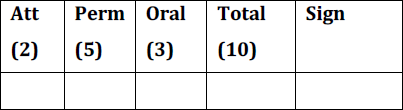 Att Perm Oral Total Sign
(2) (5) (3) (10)